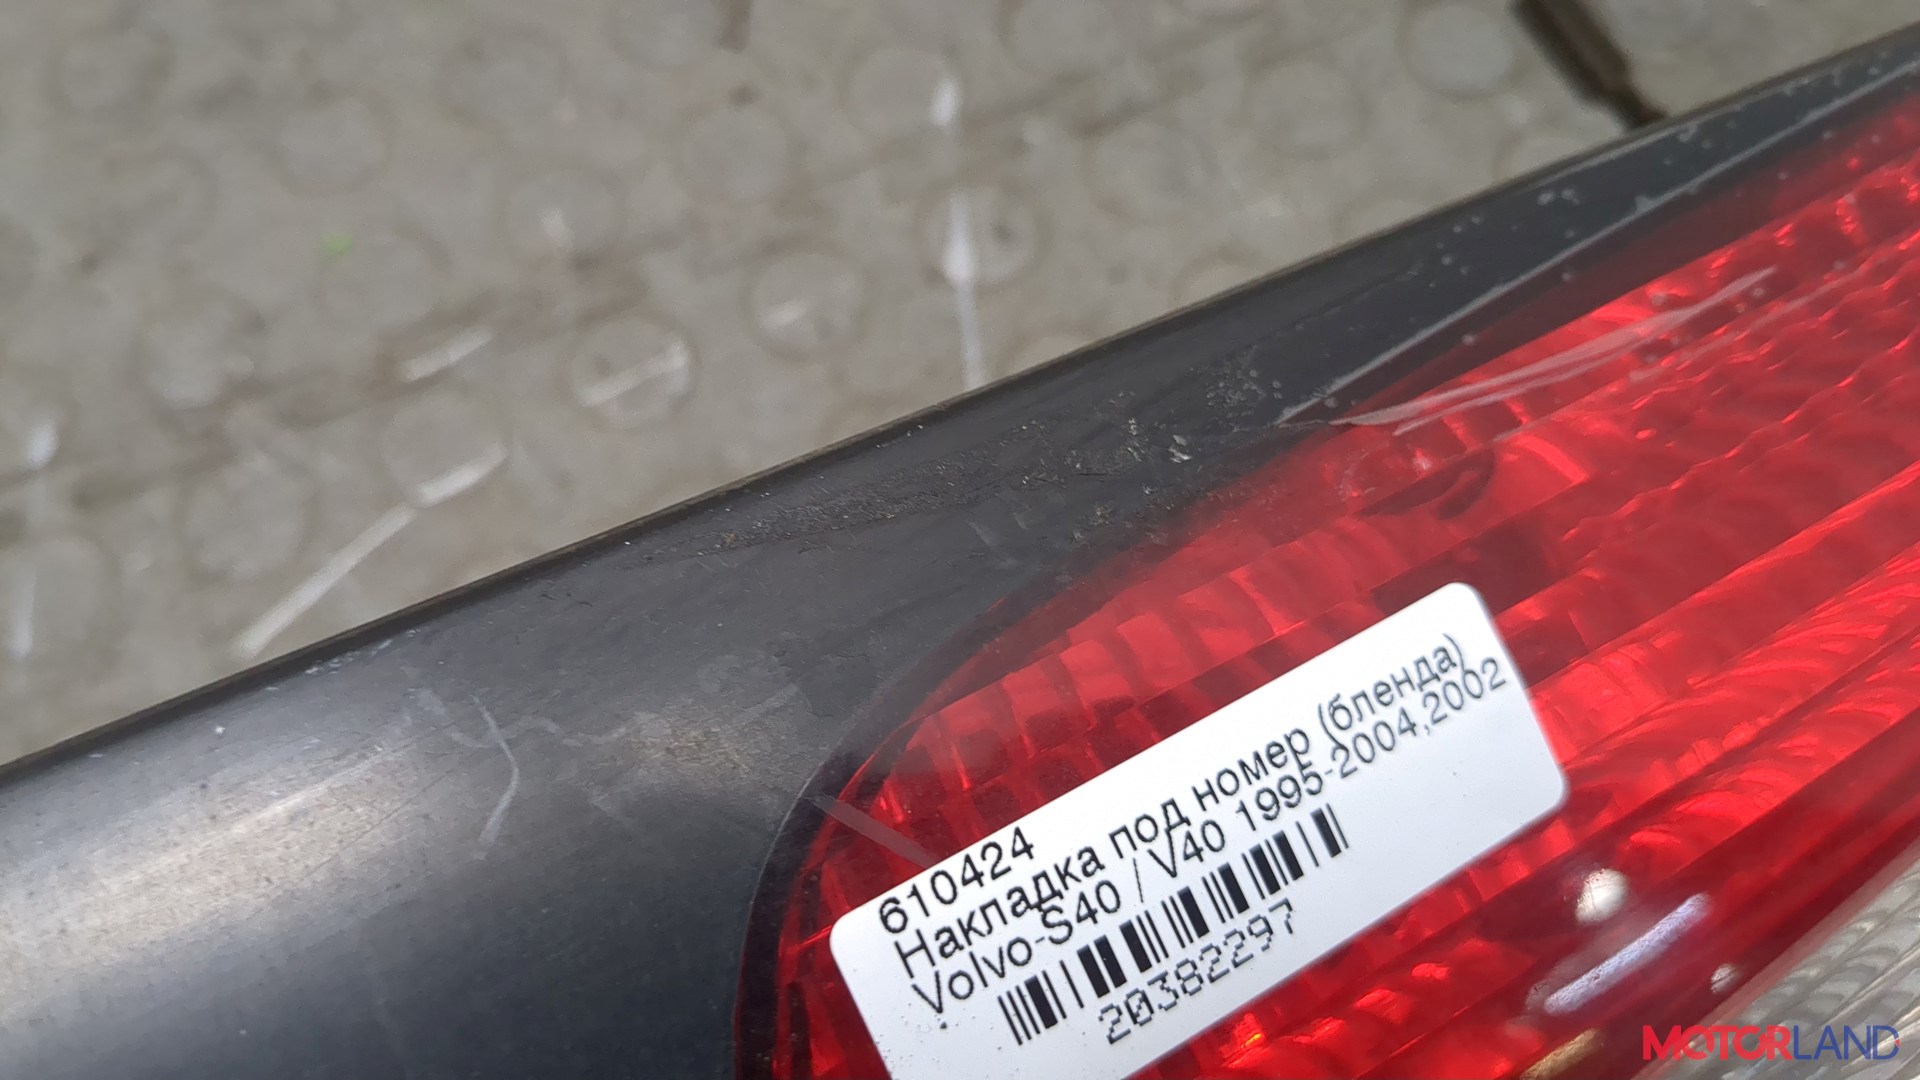 610424
Накладка под номер (бленда)
Volvo-S40 / V40 1995-2004,2002
20382297
MOTORLAND